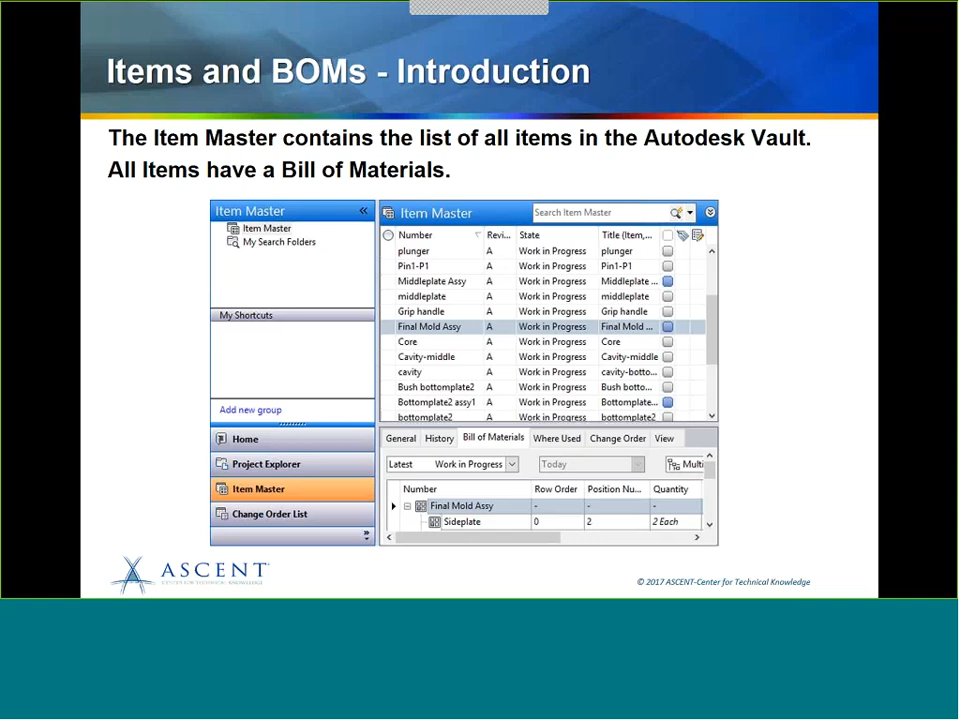 Items and BOMs - Introduction
The Item Master contains the list of all items in the Autodesk Vault.
All Items have a Bill of Materials.
Item Master «
Item Master
My Search Folders
My Shortcuts
Add new group
Home
Project Explorer
Item Master
Change Order List
Item Master Search Item Master
Number Revi... State Title (Item,...
plunger A Work in Progress plunger
Pin1-P1 A Work in Progress Pin1-P1
Middleplate Assy A Work in Progress Middleplate ...
middleplate A Work in Progress middleplate
Grip handle A Work in Progress Grip handle
Final Mold Assy A Work in Progress Final Mold ...
Core A Work in Progress Core
Cavity-middle A Work in Progress Cavity-middle
cavity A Work in Progress cavity-botto...
Bush bottomplate2 A Work in Progress Bush botto...
Bottomplate2 assy1 A Work in Progress Bottomplate...
bottomplate2 A Work in Progress bottomplate2
General History Bill of Materials Where Used Change Order View
Latest Work in Progress Today Multi
Number Row Order Position Nu... Quantity
Final Mold Assy - - -
Sideplate 0 2 2 Each
ASCENT
CENTER FOR TECHNICAL KNOWLEDGE
© 2017 ASCENT-Center for Technical Knowledge